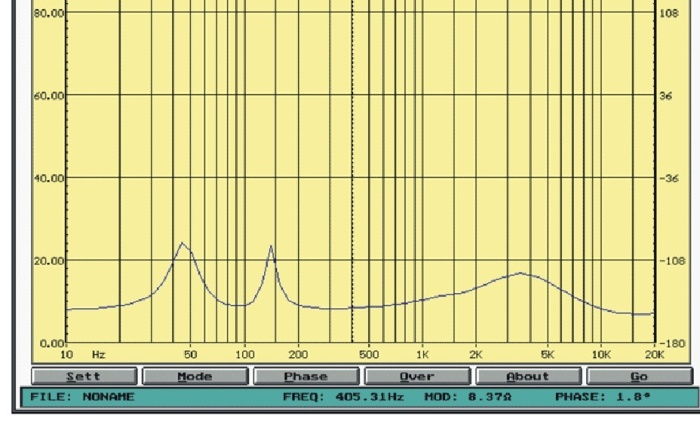 80.00 108
60.00 36
40.00 -36
20.00 -108
0.00 -180
10 Hz 50 100 200 500 1K 2K 5K 10K 20K
Sett Mode Phase Over About Go
FILE: NONAME FREQ: 405.31Hz MOD: 8.37Ω PHASE: 1.8°